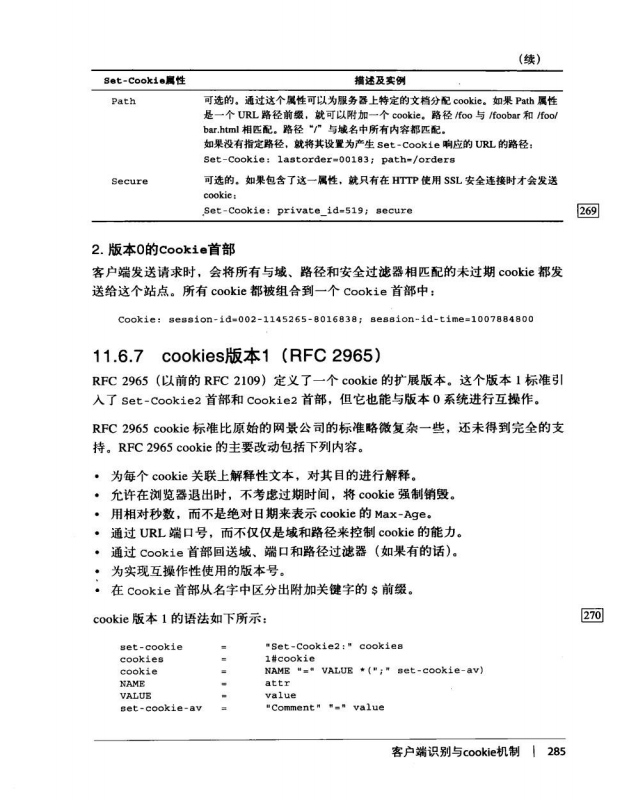 （续）
Set-Cookie属性 描述及实例
Path 可选的。通过这个属性可以为服务器上特定的文档分配 cookie。如果 Path 属性
是一个 URL 路径前缀，就可以附加一个 cookie。路径 /foo 与 /foobar 和 /foo/
bar.html 相匹配。路径“/”与域名中所有内容都匹配。
如果没有指定路径，就将其设置为产生 Set-Cookie 响应的 URL 的路径：
Set-Cookie: lastorder=00183; path=/orders
Secure 可选的。如果包含了这一属性，就只有在 HTTP 使用 SSL 安全连接时才会发送
cookie：
Set-Cookie: private_id=519; secure
269
2. 版本0的Cookie首部
客户端发送请求时，会将所有与域、路径和安全过滤器相匹配的未过期 cookie 都发
送给这个站点。所有 cookie 都被组合到一个 Cookie 首部中：
Cookie: session-id=002-1145265-8016838; session-id-time=1007884800
11.6.7 cookies版本1（RFC 2965）
RFC 2965（以前的 RFC 2109）定义了一个 cookie 的扩展版本。这个版本 1 标准引
入了 Set-Cookie2 首部和 Cookie2 首部，但它也能与版本 0 系统进行互操作。
RFC 2965 cookie 标准比原始的网景公司的标准略微复杂一些，还未得到完全的支
持。RFC 2965 cookie 的主要改动包括下列内容。
• 为每个 cookie 关联上解释性文本，对其目的进行解释。
• 允许在浏览器退出时，不考虑过期时间，将 cookie 强制销毁。
• 用相对秒数，而不是绝对日期来表示 cookie 的 Max-Age。
• 通过 URL 端口号，而不仅仅是域和路径来控制 cookie 的能力。
• 通过 Cookie 首部回送域、端口和路径过滤器（如果有的话）。
• 为实现互操作性使用的版本号。
• 在 Cookie 首部从名字中区分出附加关键字的 $ 前缀。
cookie 版本 1 的语法如下所示：
270
set-cookie = "Set-Cookie2:" cookies
cookies = 1#cookie
cookie = NAME "=" VALUE *(";" set-cookie-av)
NAME = attr
VALUE = value
set-cookie-av = "Comment" "=" value
客户端识别与cookie机制 | 285